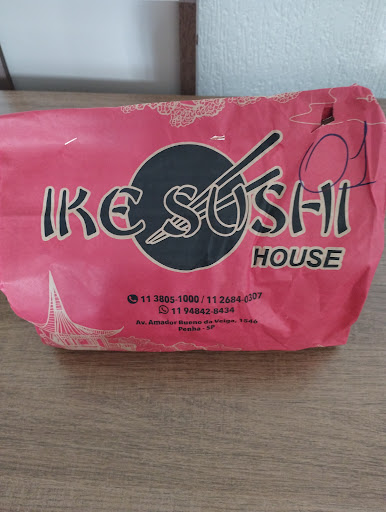 01
IKE SUSHI
HOUSE
11 3805-1000 / 11 2684-0307
11 94842-8434
Av. Amador Bueno da Veiga, 1846
Penha - SP